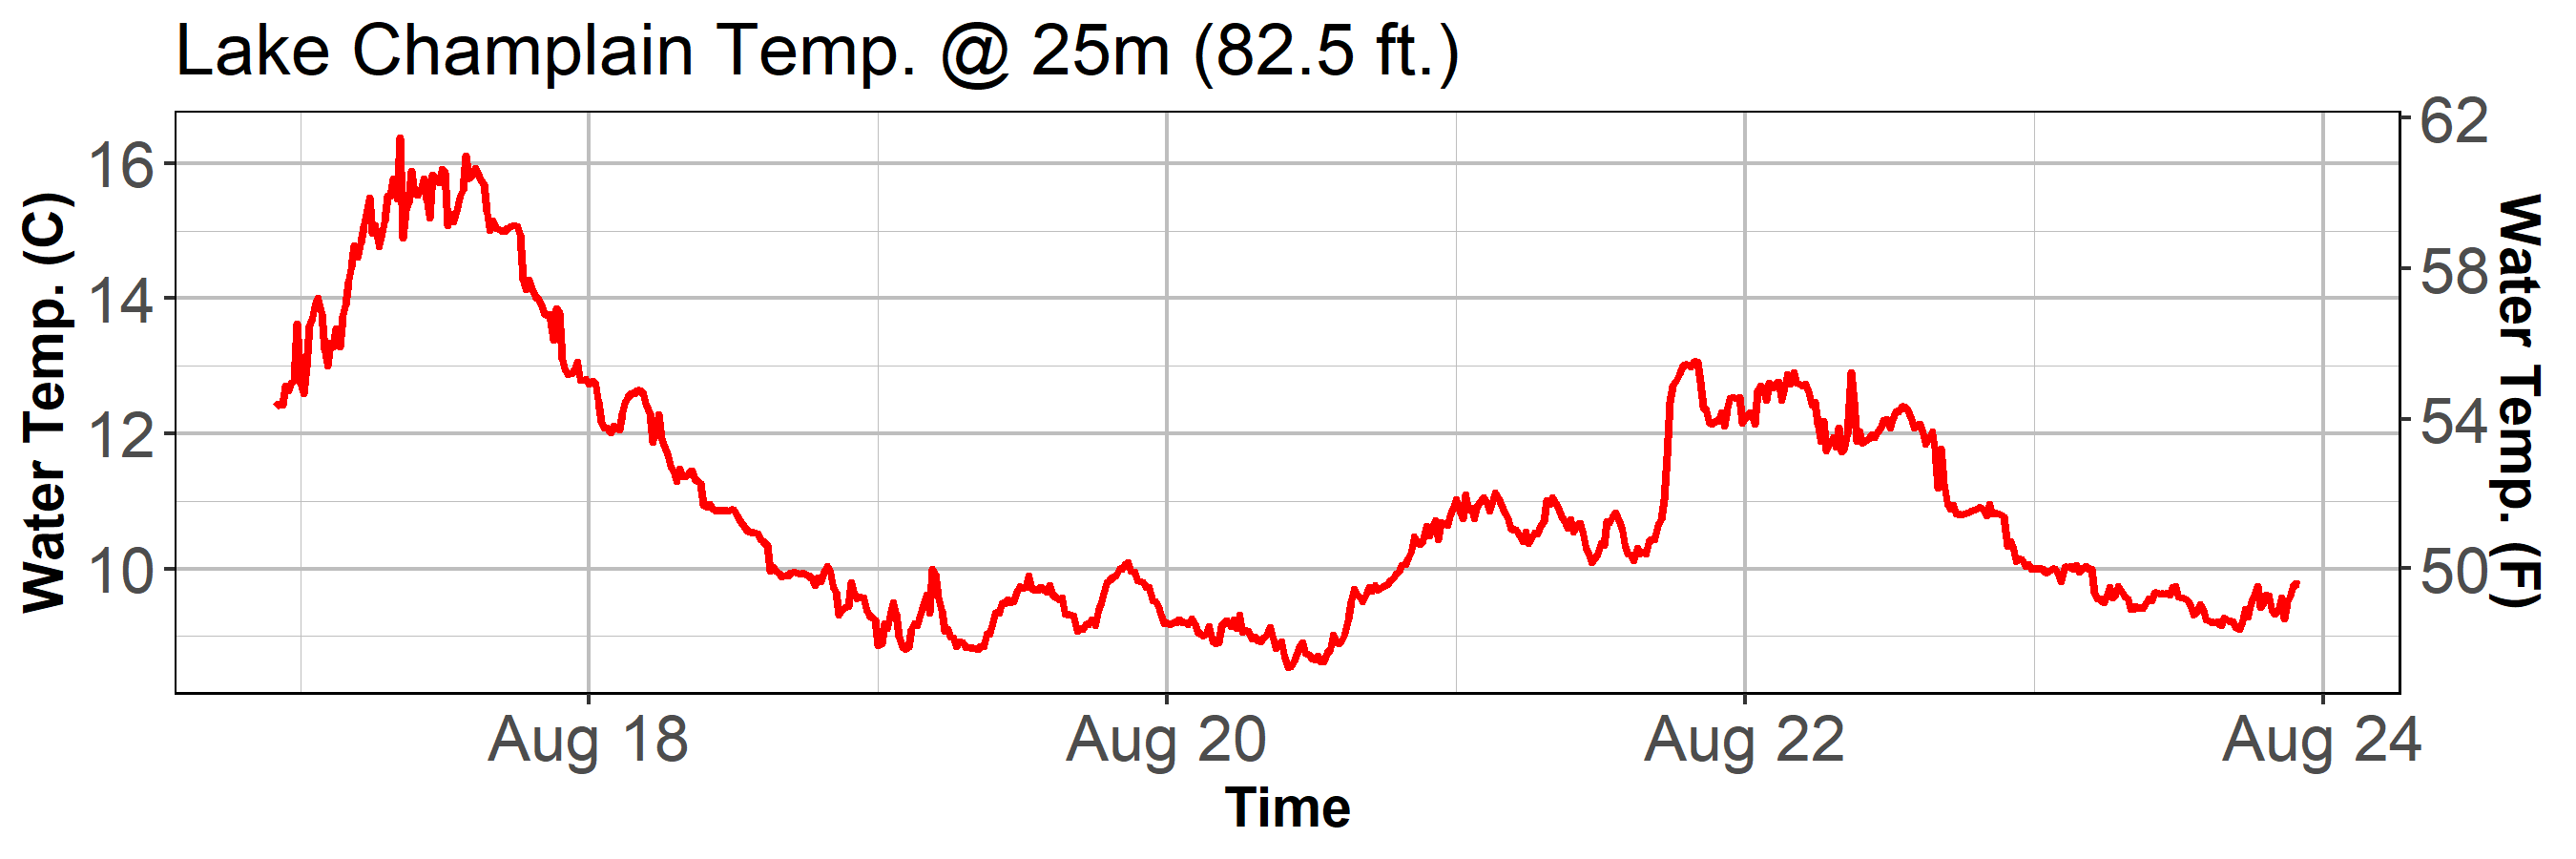 Lake Champlain Temp. @ 25m (82.5 ft.)
Water Temp. (C)
16
14
12
10
62
58
54
50
Water Temp. (F)
Aug 18
Aug 20
Aug 22
Aug 24
Time